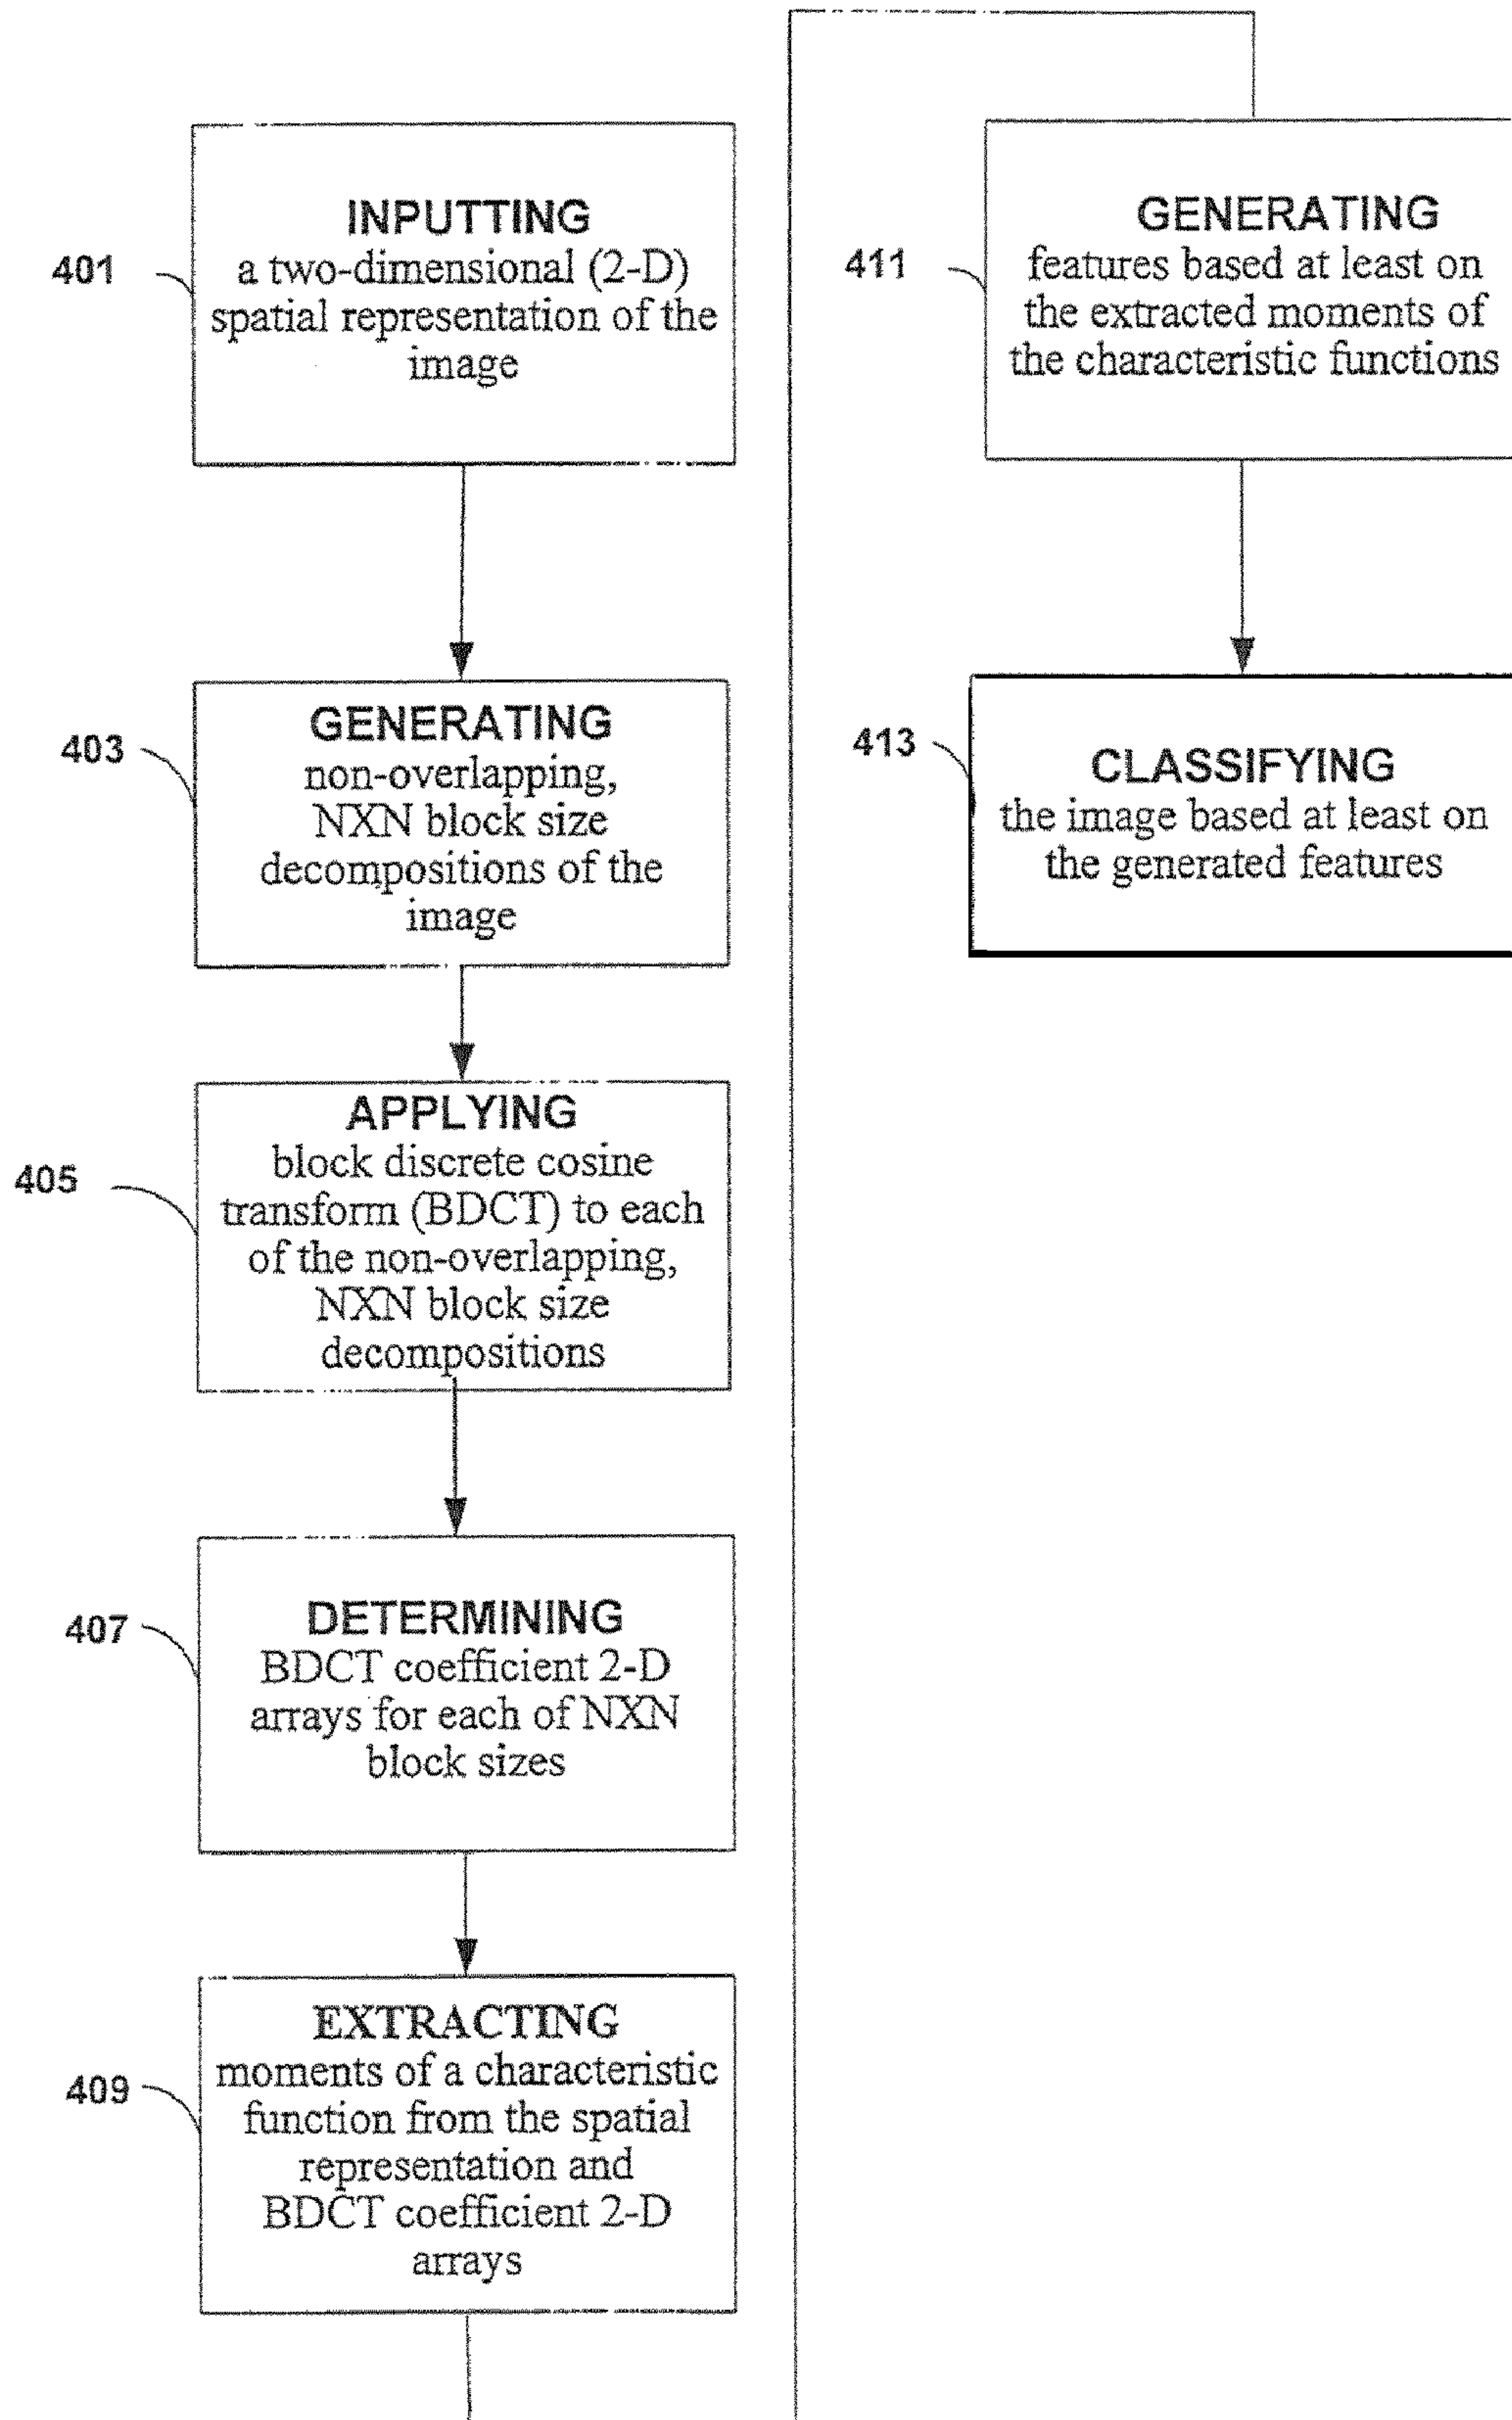 401
INPUTTING
a two-dimensional (2-D)
spatial representation of the
image
403
GENERATING
non-overlapping,
NXN block size
decompositions of the
image
405
APPLYING
block discrete cosine
transform (BDCT) to each
of the non-overlapping,
NXN block size
decompositions
407
DETERMINING
BDCT coefficient 2-D
arrays for each of NXN
block sizes
409
EXTRACTING
moments of a characteristic
function from the spatial
representation and
BDCT coefficient 2-D
arrays
411
GENERATING
features based at least on
the extracted moments of
the characteristic functions
413
CLASSIFYING
the image based at least on
the generated features